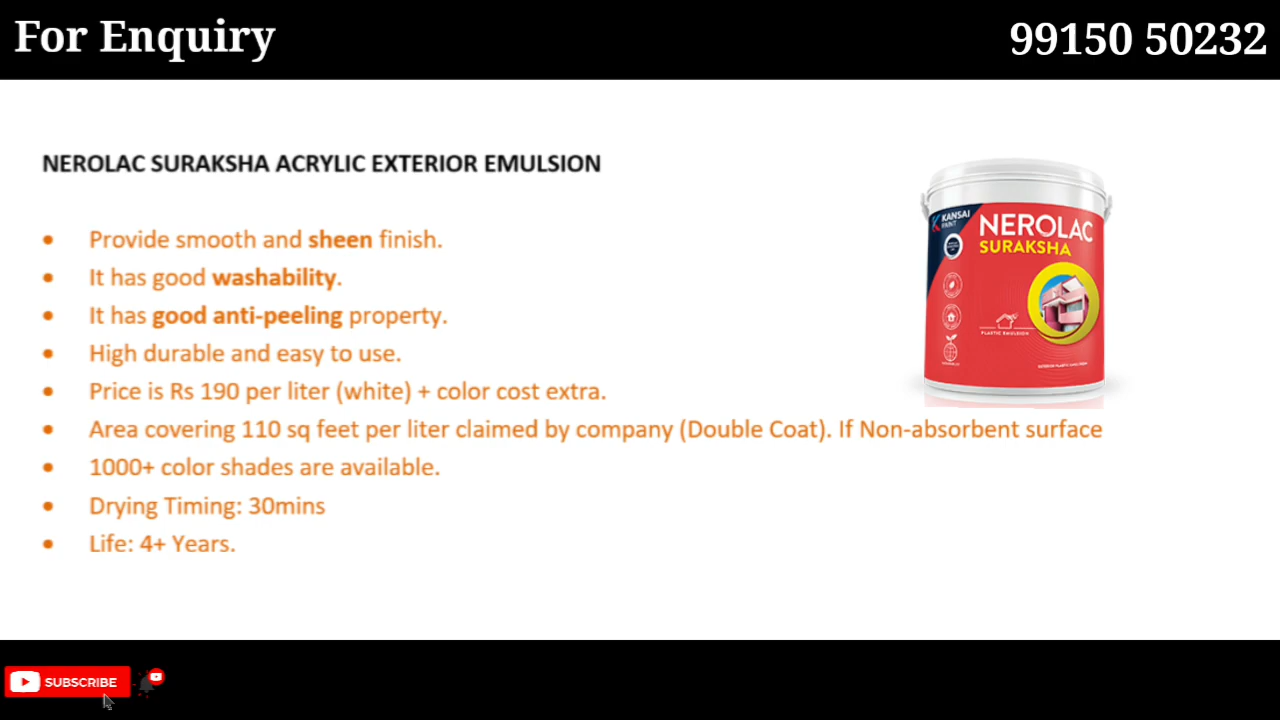 For Enquiry
99150 50232
NEROLAC SURAKSHA ACRYLIC EXTERIOR EMULSION
• Provide smooth and sheen finish.
• It has good washability.
• It has good anti-peeling property.
• High durable and easy to use.
• Price is Rs 190 per liter (white) + color cost extra.
• Area covering 110 sq feet per liter claimed by company (Double Coat). If Non-absorbent surface
• 1000+ color shades are available.
• Drying Timing: 30mins
• Life: 4+ Years.
KANSAI
PAINT
NEROLAC
SURAKSHA
PLASTIC EMULSION
SUBSCRIBE